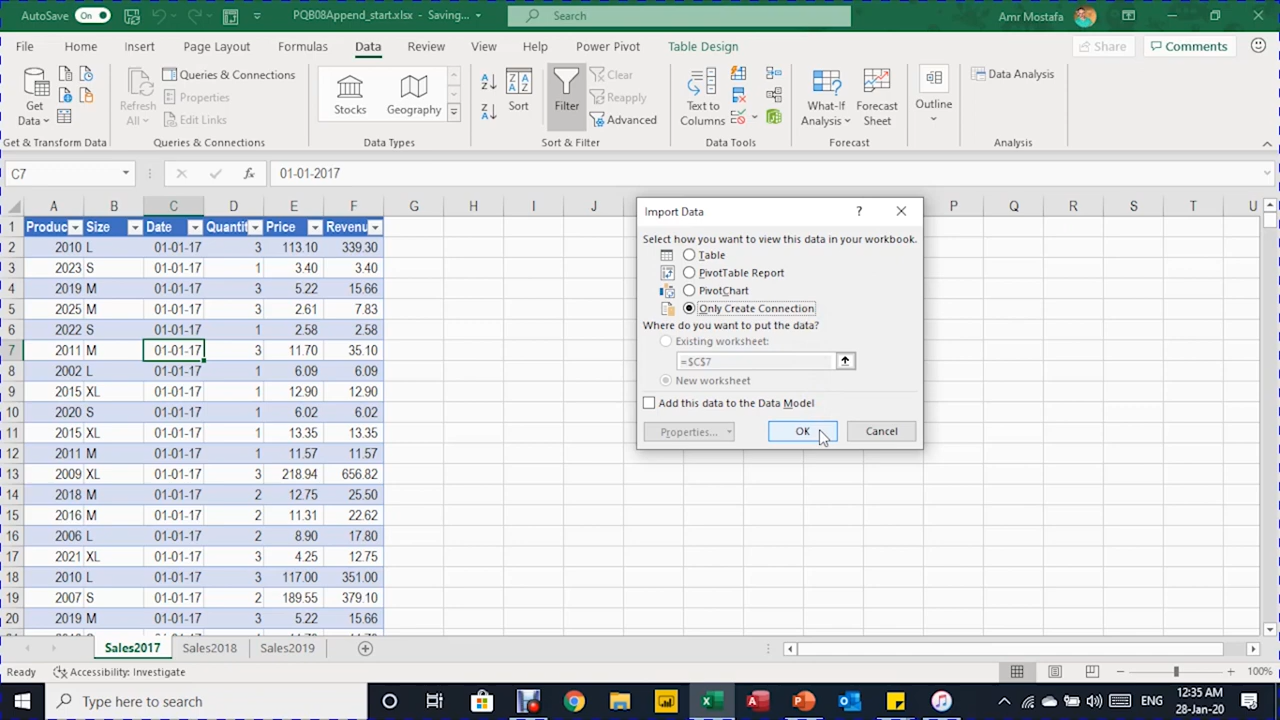 AutoSave On PQB08Append_start.xlsx - Saving... Search Amr Mostafa
File Home Insert Page Layout Formulas Data Review View Help Power Pivot Table Design Share Comments
Get Data
Refresh All
Queries & Connections
Properties
Edit Links
Stocks
Geography
Sort
Filter
Clear
Reapply
Advanced
Text to Columns
What-If Analysis
Forecast Sheet
Outline
Data Analysis
Get & Transform Data Queries & Connections Data Types Sort & Filter Data Tools Forecast Analysis
C7 fx 01-01-2017
A B C D E F G H I J P Q R S T U
1 Produc Size Date Quantit Price Revenu
2 2010 L 01-01-17 3 113.10 339.30
3 2023 S 01-01-17 1 3.40 3.40
4 2019 M 01-01-17 3 5.22 15.66
5 2025 M 01-01-17 3 2.61 7.83
6 2022 S 01-01-17 1 2.58 2.58
7 2011 M 01-01-17 3 11.70 35.10
8 2002 L 01-01-17 1 6.09 6.09
9 2015 XL 01-01-17 1 12.90 12.90
10 2020 S 01-01-17 1 6.02 6.02
11 2015 XL 01-01-17 1 13.35 13.35
12 2011 M 01-01-17 1 11.57 11.57
13 2009 XL 01-01-17 3 218.94 656.82
14 2018 M 01-01-17 2 12.75 25.50
15 2016 M 01-01-17 2 11.31 22.62
16 2006 L 01-01-17 2 8.90 17.80
17 2021 XL 01-01-17 3 4.25 12.75
18 2010 L 01-01-17 3 117.00 351.00
19 2007 S 01-01-17 2 189.55 379.10
20 2019 M 01-01-17 3 5.22 15.66
Import Data ?
Select how you want to view this data in your workbook.
Table
PivotTable Report
PivotChart
Only Create Connection
Where do you want to put the data?
Existing worksheet:
=$C$7
New worksheet
Add this data to the Data Model
Properties... OK Cancel
Sales2017 Sales2018 Sales2019
Ready Accessibility: Investigate 100%
Type here to search ENG 12:35 AM
28-Jan-20